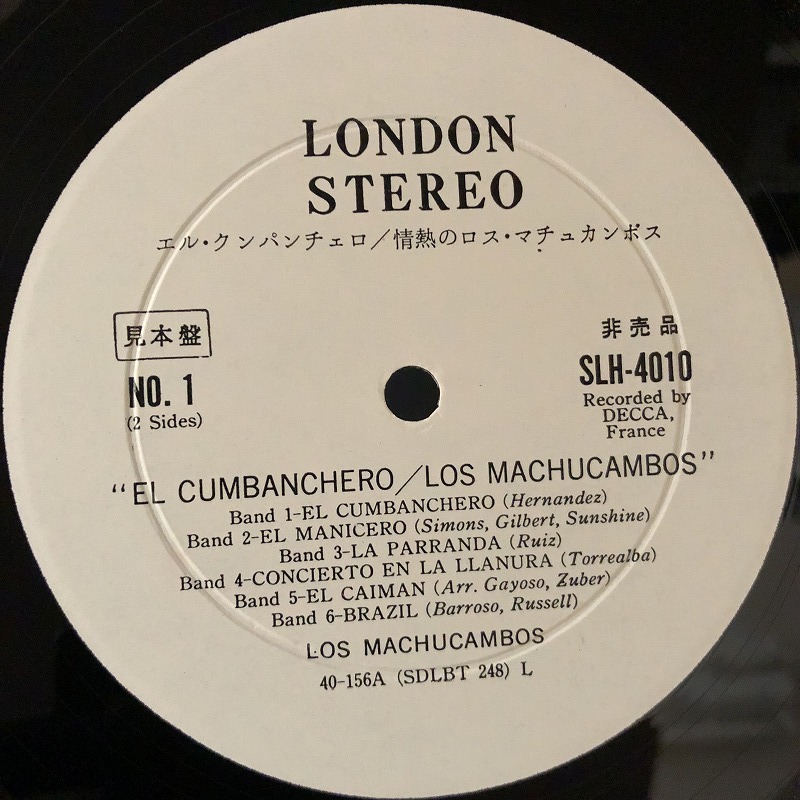 LONDON
STEREO
エル・クンパンチェロ/情熱のロス・マチュカンボス
見本盤
NO. 1
(2 Sides)
非売品
SLH-4010
Recorded by
DECCA,
France
"EL CUMBANCHERO/LOS MACHUCAMBOS"
Band 1-EL CUMBANCHERO (Hernandez)
Band 2-EL MANICERO (Simons, Gilbert, Sunshine)
Band 3-LA PARRANDA (Ruiz)
Band 4-CONCIERTO EN LA LLANURA (Torrealba)
Band 5-EL CAIMAN (Arr. Gayoso, Zuber)
Band 6-BRAZIL (Barroso, Russell)
LOS MACHUCAMBOS
40-156A (SDLBT 248) L